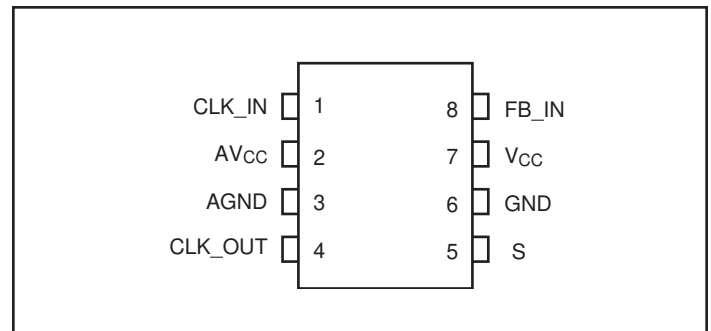 CLK_IN 1 8 FB_IN
AVCC 2 7 VCC
AGND 3 6 GND
CLK_OUT 4 5 S